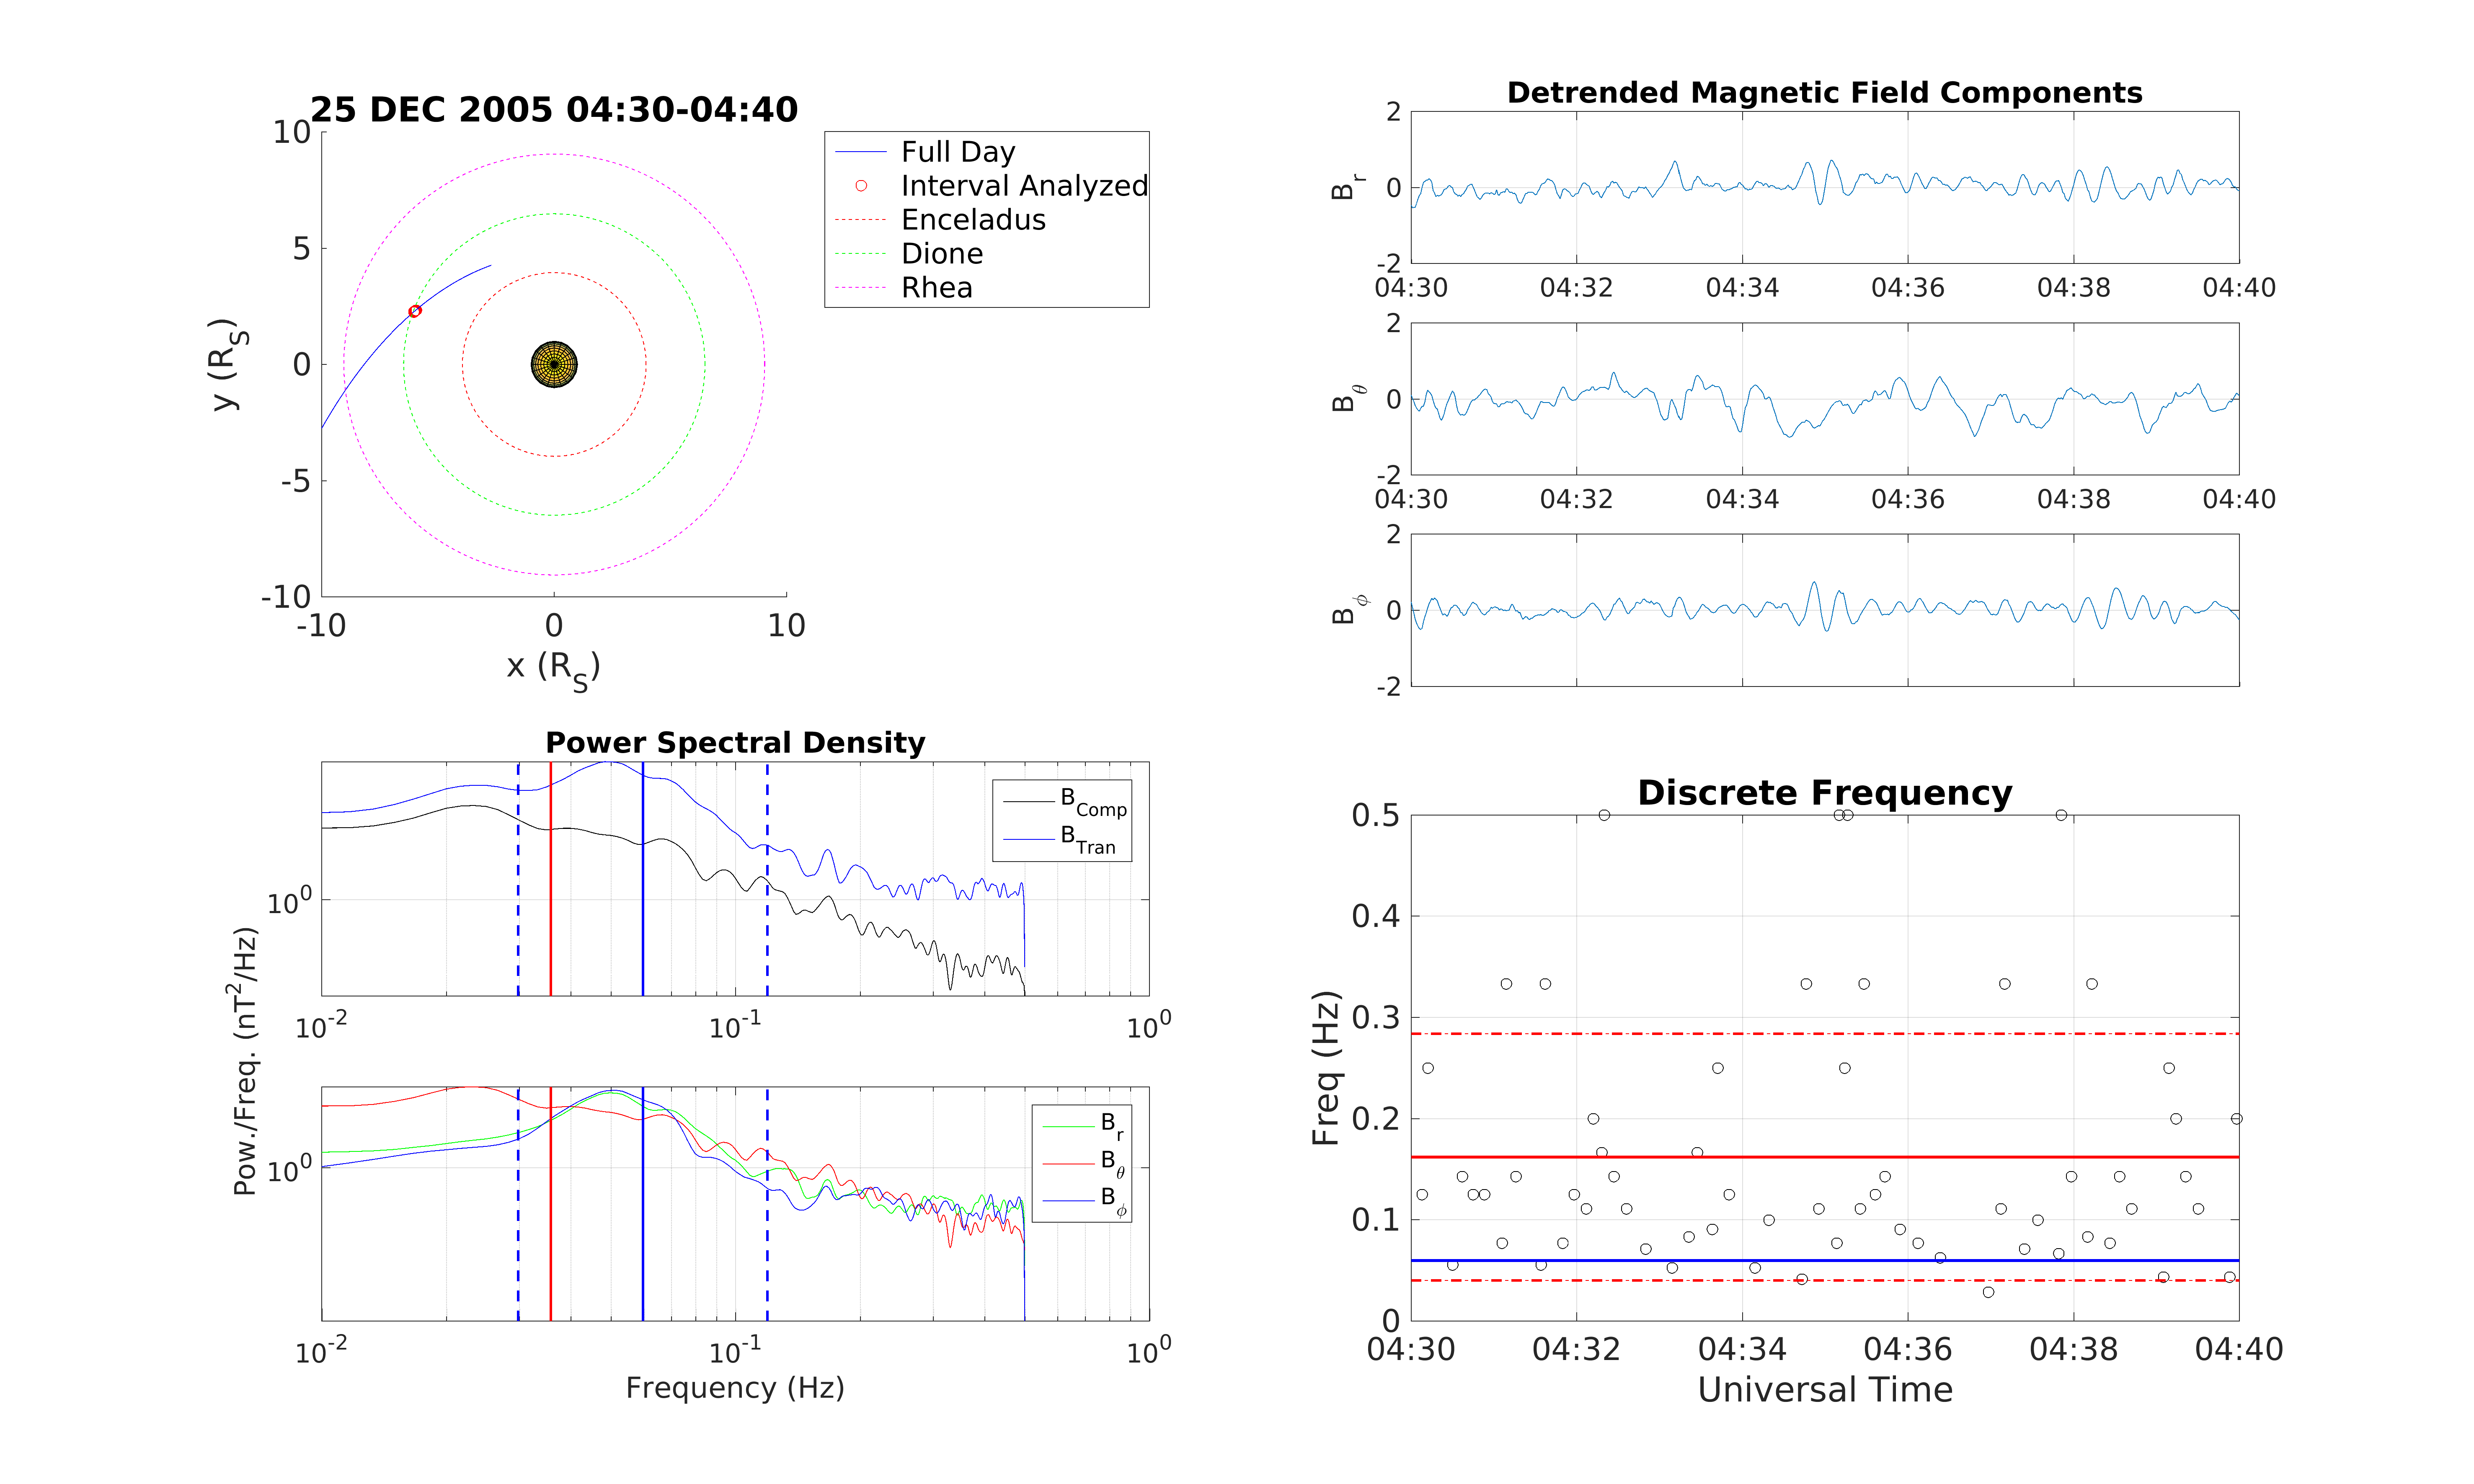 25 DEC 2005 04:30-04:40
10
5
0
-5
-10
-10 0 10
y (R_S)
x (R_S)
Full Day
Interval Analyzed
Enceladus
Dione
Rhea
Detrended Magnetic Field Components
2
0
-2
B_r
04:30 04:32 04:34 04:36 04:38 04:40
2
0
-2
B_θ
04:30 04:32 04:34 04:36 04:38 04:40
2
0
-2
B_ϕ
Power Spectral Density
B_Comp
B_Tran
10^0
10^-2 10^-1 10^0
Pow./Freq. (nT^2/Hz)
B_r
B_θ
B_ϕ
10^0
10^-2 10^-1 10^0
Frequency (Hz)
Discrete Frequency
0.5
0.4
0.3
0.2
0.1
0
Freq (Hz)
04:30 04:32 04:34 04:36 04:38 04:40
Universal Time